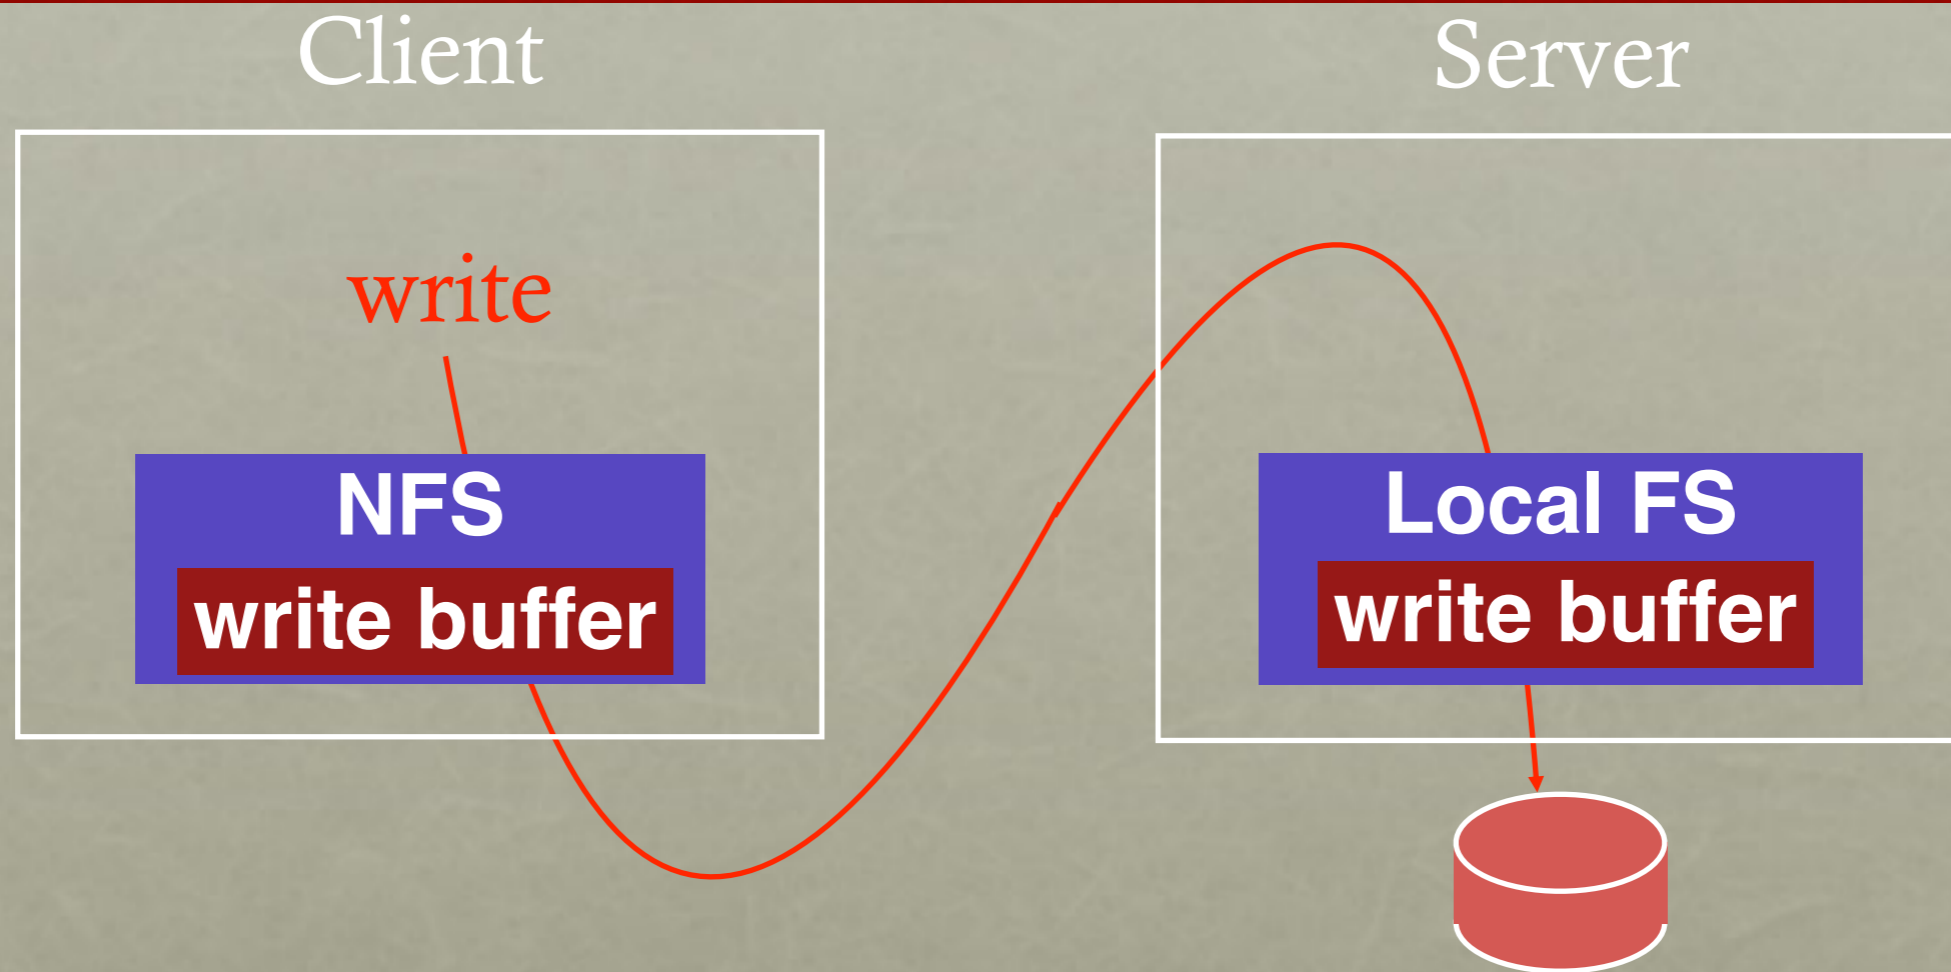 Client
Server
write
NFS
write buffer
Local FS
write buffer